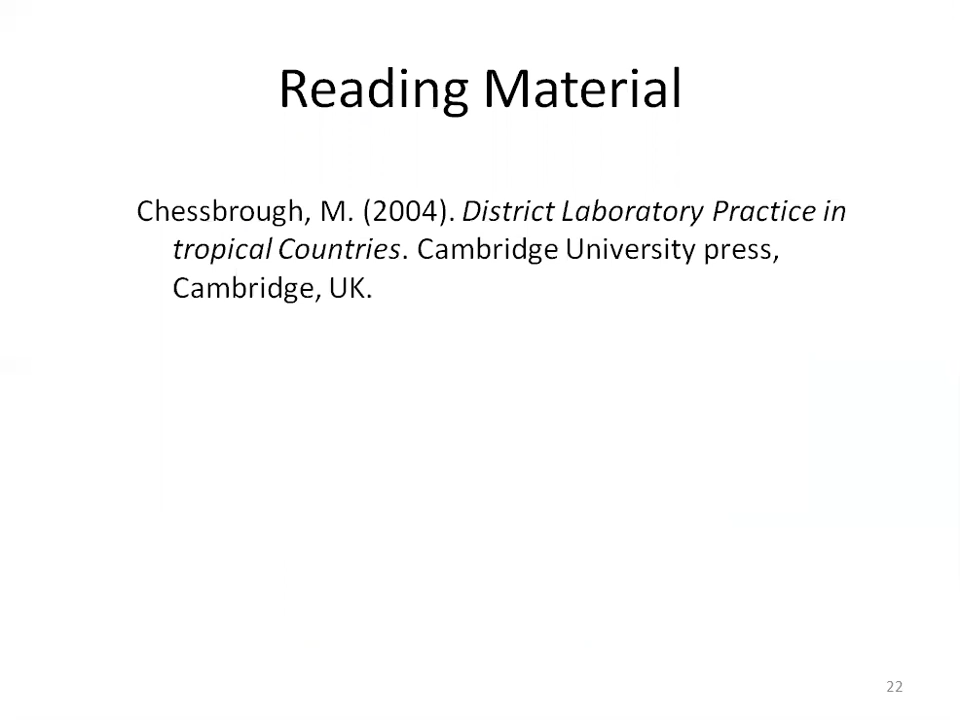 Reading Material
Chessbrough, M. (2004). District Laboratory Practice in
tropical Countries. Cambridge University press,
Cambridge, UK.
22